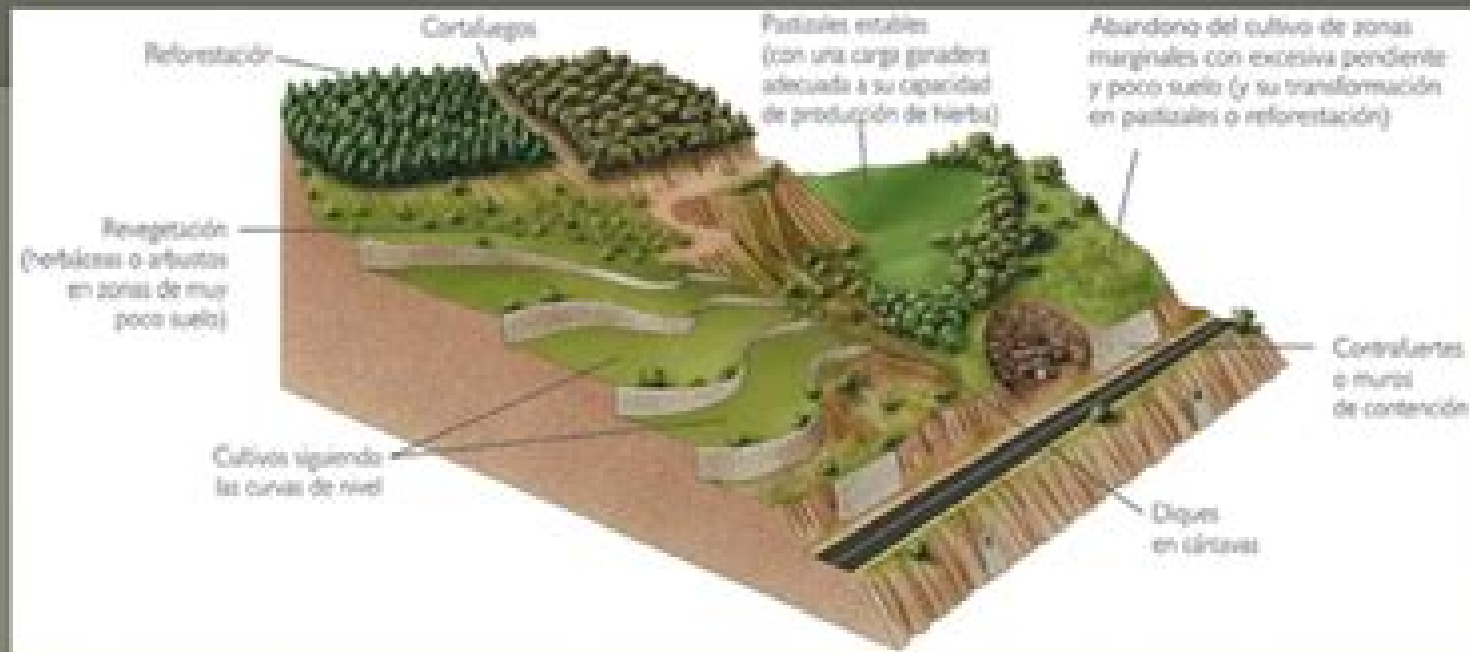 Cortafuegos
Reforestación
Pastizales estables
(con una carga ganadera
adecuada a su capacidad
de producción de hierba)
Abandono del cultivo de zonas
marginales con excesiva pendiente
y poco suelo (y su transformación
en pastizales o reforestación)
Revegetación
(herbáceas o arbustos
en zonas de muy
poco suelo)
Contrafuertes
o muros
de contención
Cultivos siguiendo
las curvas de nivel
Diques
en cárcavas